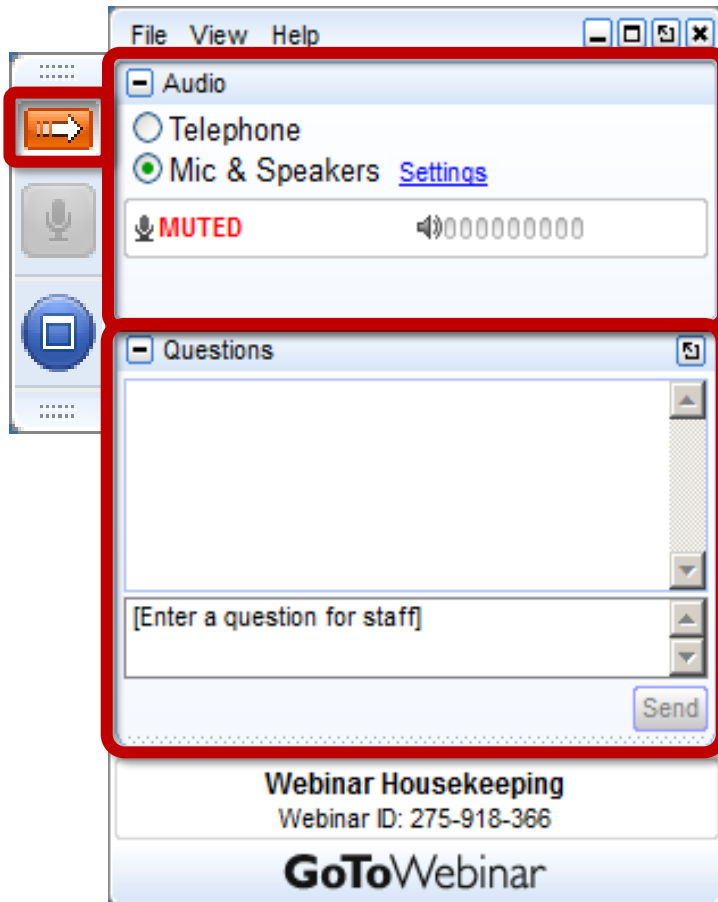 File View Help
Audio
Telephone
Mic & Speakers Settings
MUTED
Questions
[Enter a question for staff]
Send
Webinar Housekeeping
Webinar ID: 275-918-366
GoToWebinar